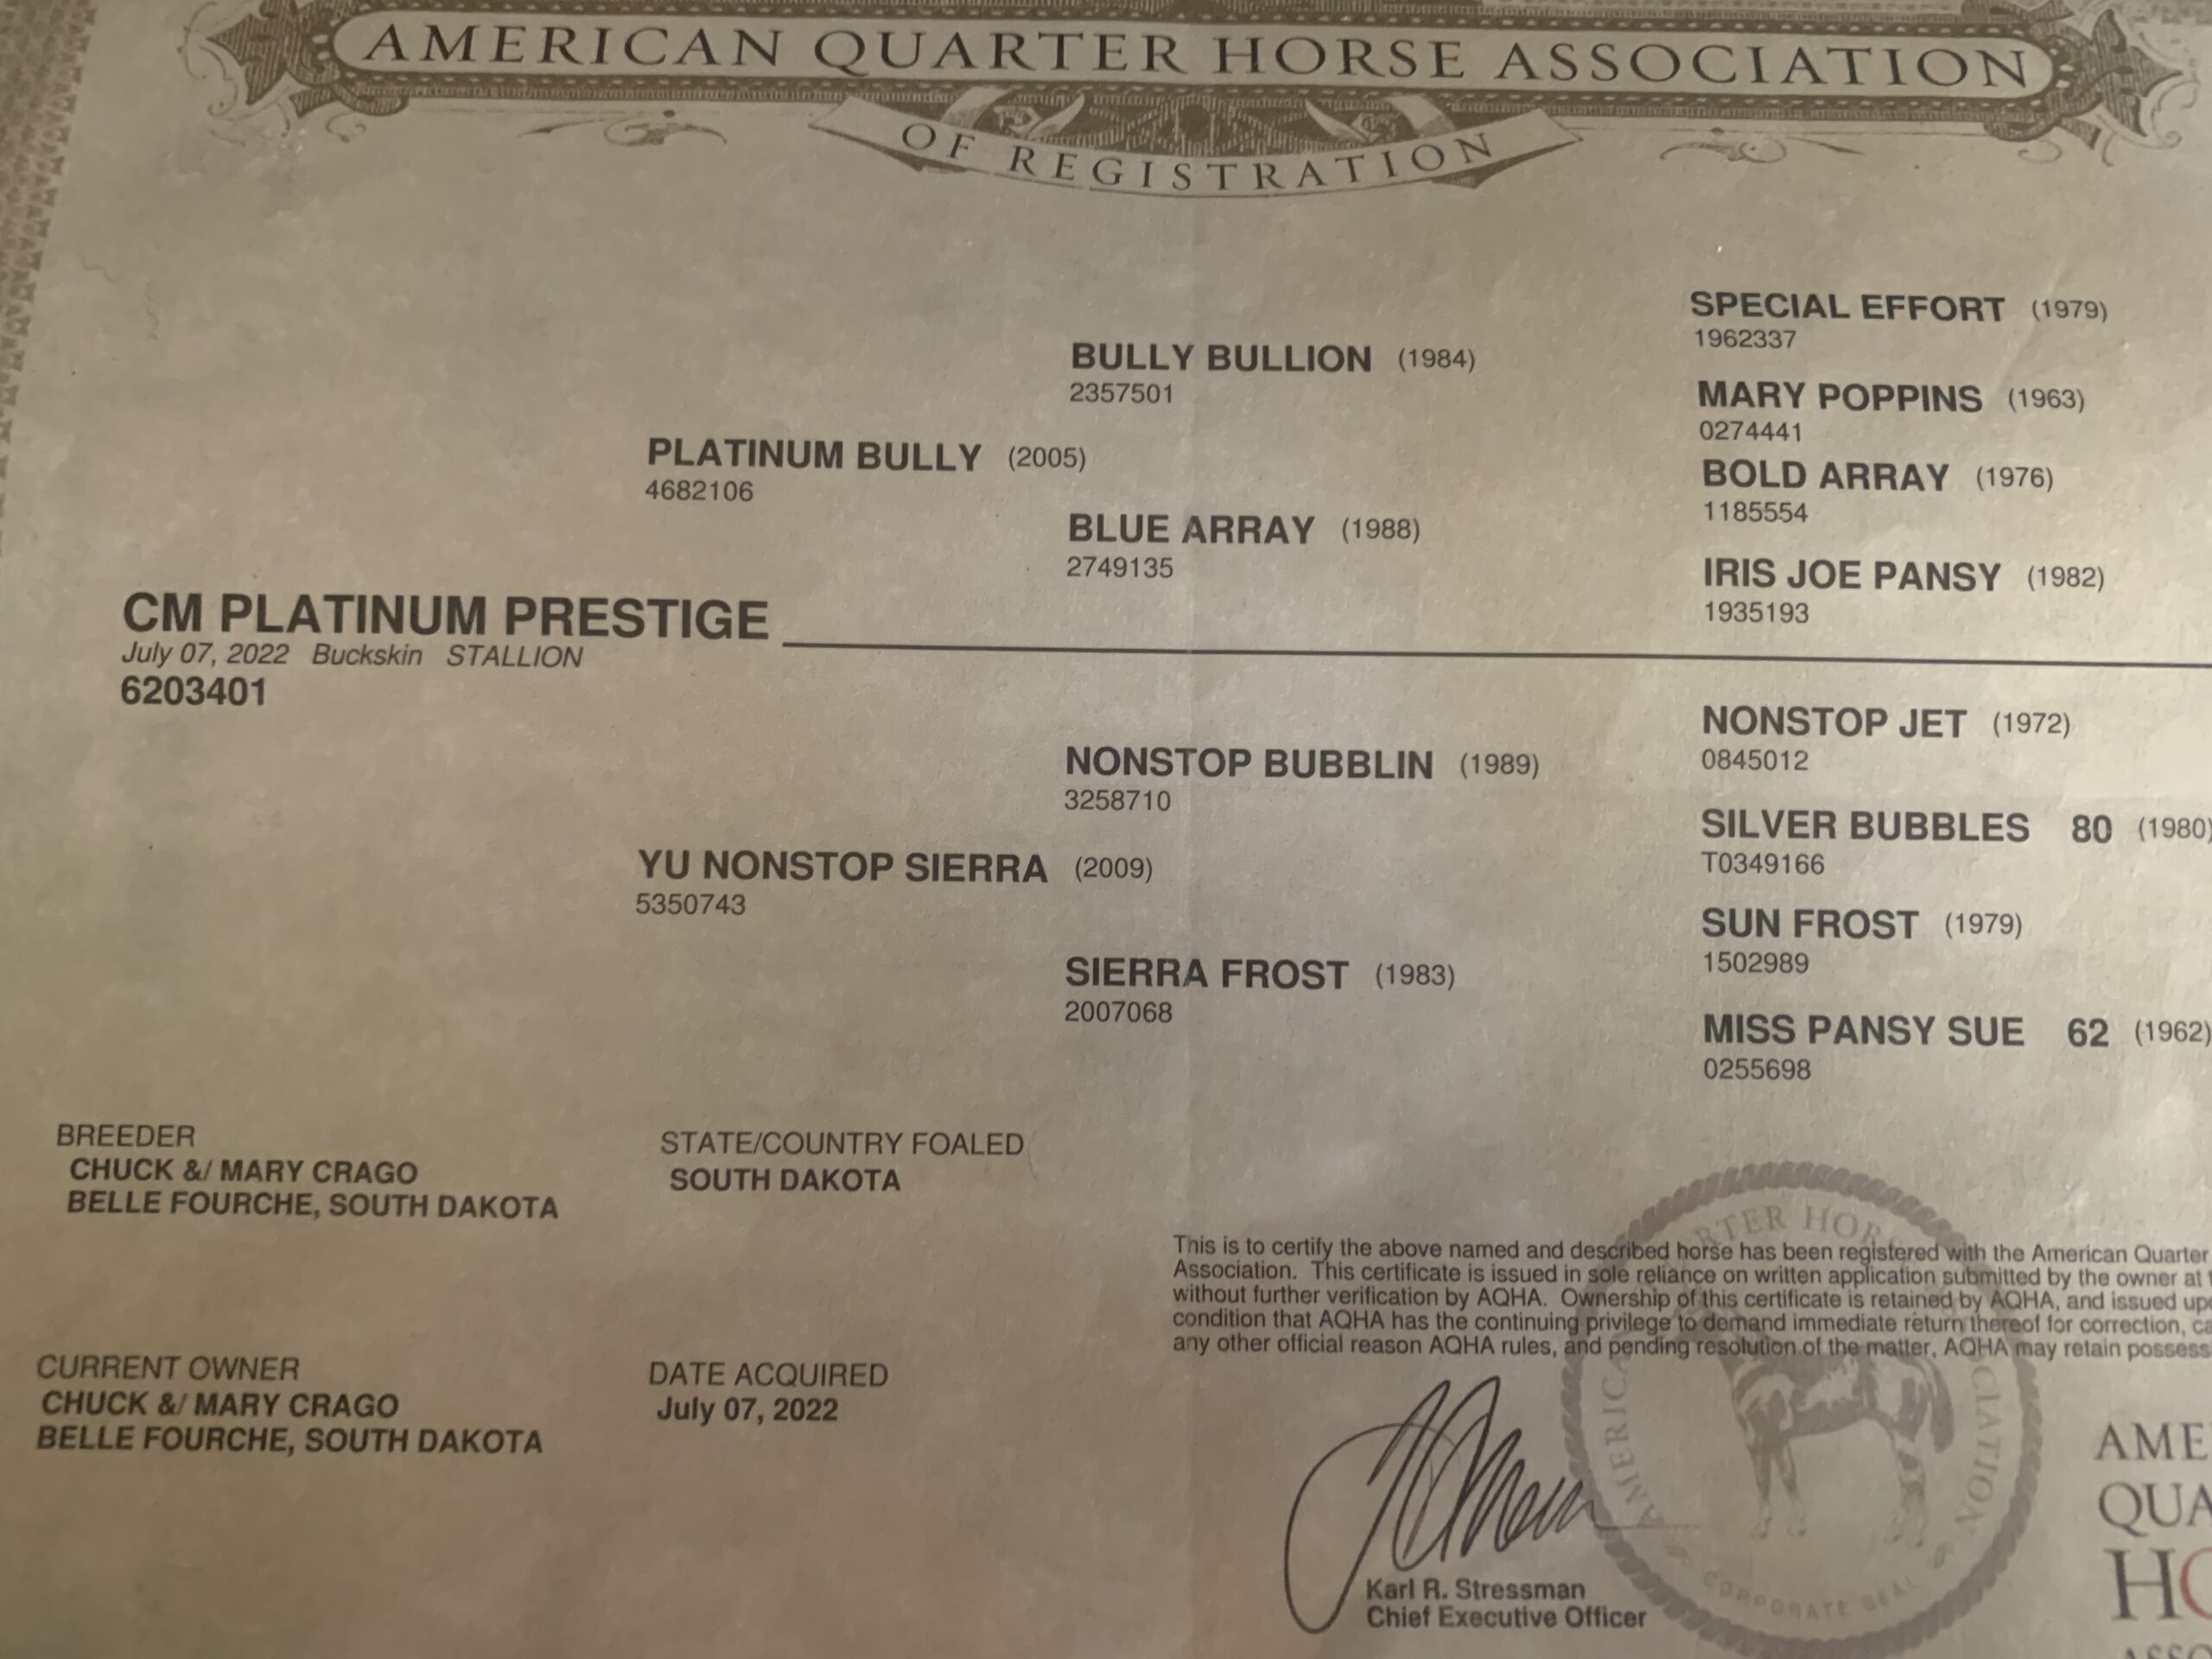 AMERICAN QUARTER HORSE ASSOCIATION
OF REGISTRATION
SPECIAL EFFORT (1979)
1962337
BULLY BULLION (1984)
2357501
MARY POPPINS (1963)
0274441
PLATINUM BULLY (2005)
4682106
BOLD ARRAY (1976)
1185554
BLUE ARRAY (1988)
2749135
IRIS JOE PANSY (1982)
1935193
CM PLATINUM PRESTIGE
July 07, 2022 Buckskin STALLION
6203401
NONSTOP JET (1972)
0845012
NONSTOP BUBBLIN (1989)
3258710
SILVER BUBBLES 80 (1980)
T0349166
YU NONSTOP SIERRA (2009)
5350743
SUN FROST (1979)
1502989
SIERRA FROST (1983)
2007068
MISS PANSY SUE 62 (1962)
0255698
BREEDER
CHUCK &/ MARY CRAGO
BELLE FOURCHE, SOUTH DAKOTA
STATE/COUNTRY FOALED
SOUTH DAKOTA
This is to certify the above named and described horse has been registered with the American Quarter
Association. This certificate is issued in sole reliance on written application submitted by the owner at
without further verification by AQHA. Ownership of this certificate is retained by AQHA, and issued
condition that AQHA has the continuing privilege to demand immediate return thereof for correction,
any other official reason AQHA rules, and pending resolution of the matter, AQHA may retain
CURRENT OWNER
CHUCK &/ MARY CRAGO
BELLE FOURCHE, SOUTH DAKOTA
DATE ACQUIRED
July 07, 2022
Karl R. Stressman
Chief Executive Officer
CORPORATE SEAL